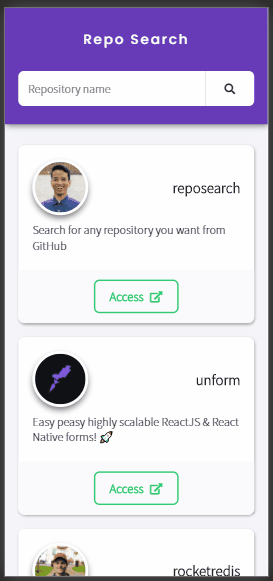 Repo Search
Repository name
reposearch
Search for any repository you want from
GitHub
Access
unform
Easy peasy highly scalable ReactJS & React
Native forms! 🚀
Access
rocketredis